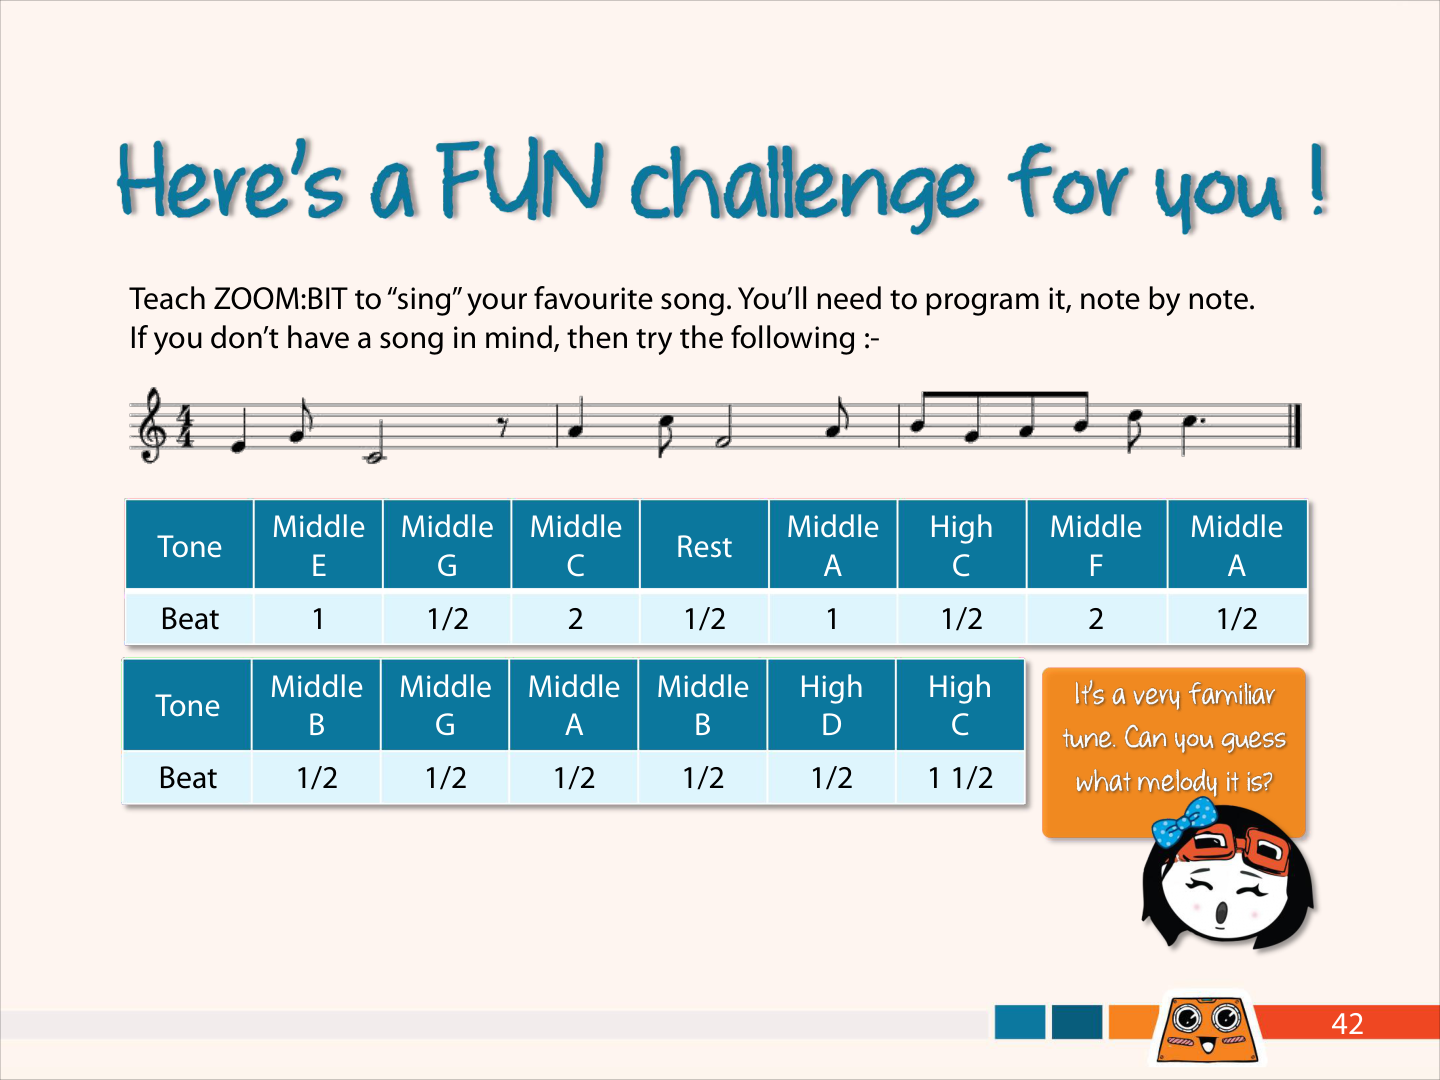 Here's a FUN challenge for you !
Teach ZOOM:BIT to “sing” your favourite song. You’ll need to program it, note by note.
If you don’t have a song in mind, then try the following :-
4
4
Tone Middle E Middle G Middle C Rest Middle A High C Middle F Middle A
Beat 1 1/2 2 1/2 1 1/2 2 1/2
Tone Middle B Middle G Middle A Middle B High D High C
Beat 1/2 1/2 1/2 1/2 1/2 1 1/2
It's a very familiar
tune. Can you guess
what melody it is?
42